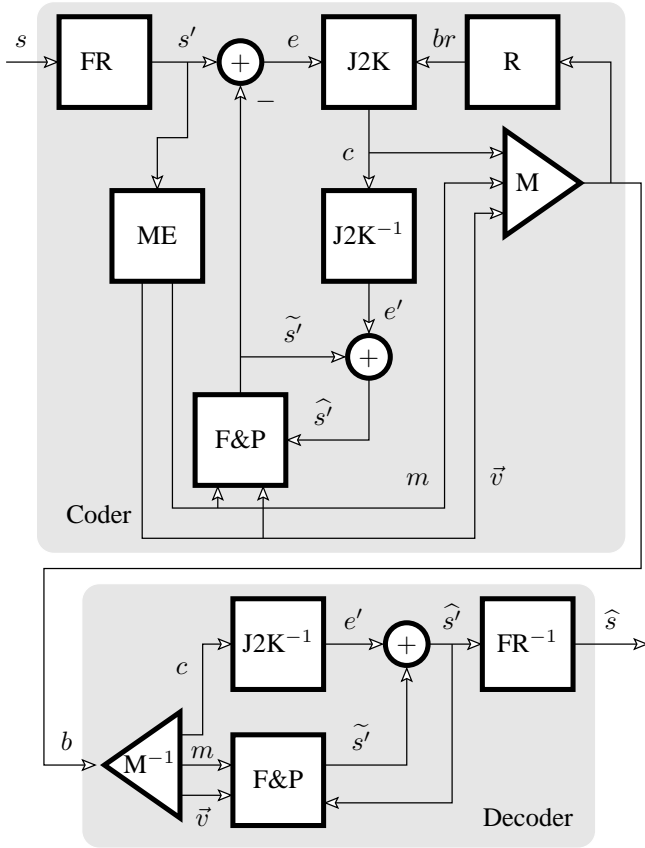 s
FR
s′
+
−
e
J2K
br
R
c
M
ME
J2K⁻¹
e′
s̃′
+
F&P
ŝ′
m
v⃗
Coder
J2K⁻¹
e′
+
ŝ′
FR⁻¹
ŝ
c
b
M⁻¹
m
v⃗
F&P
s̃′
Decoder